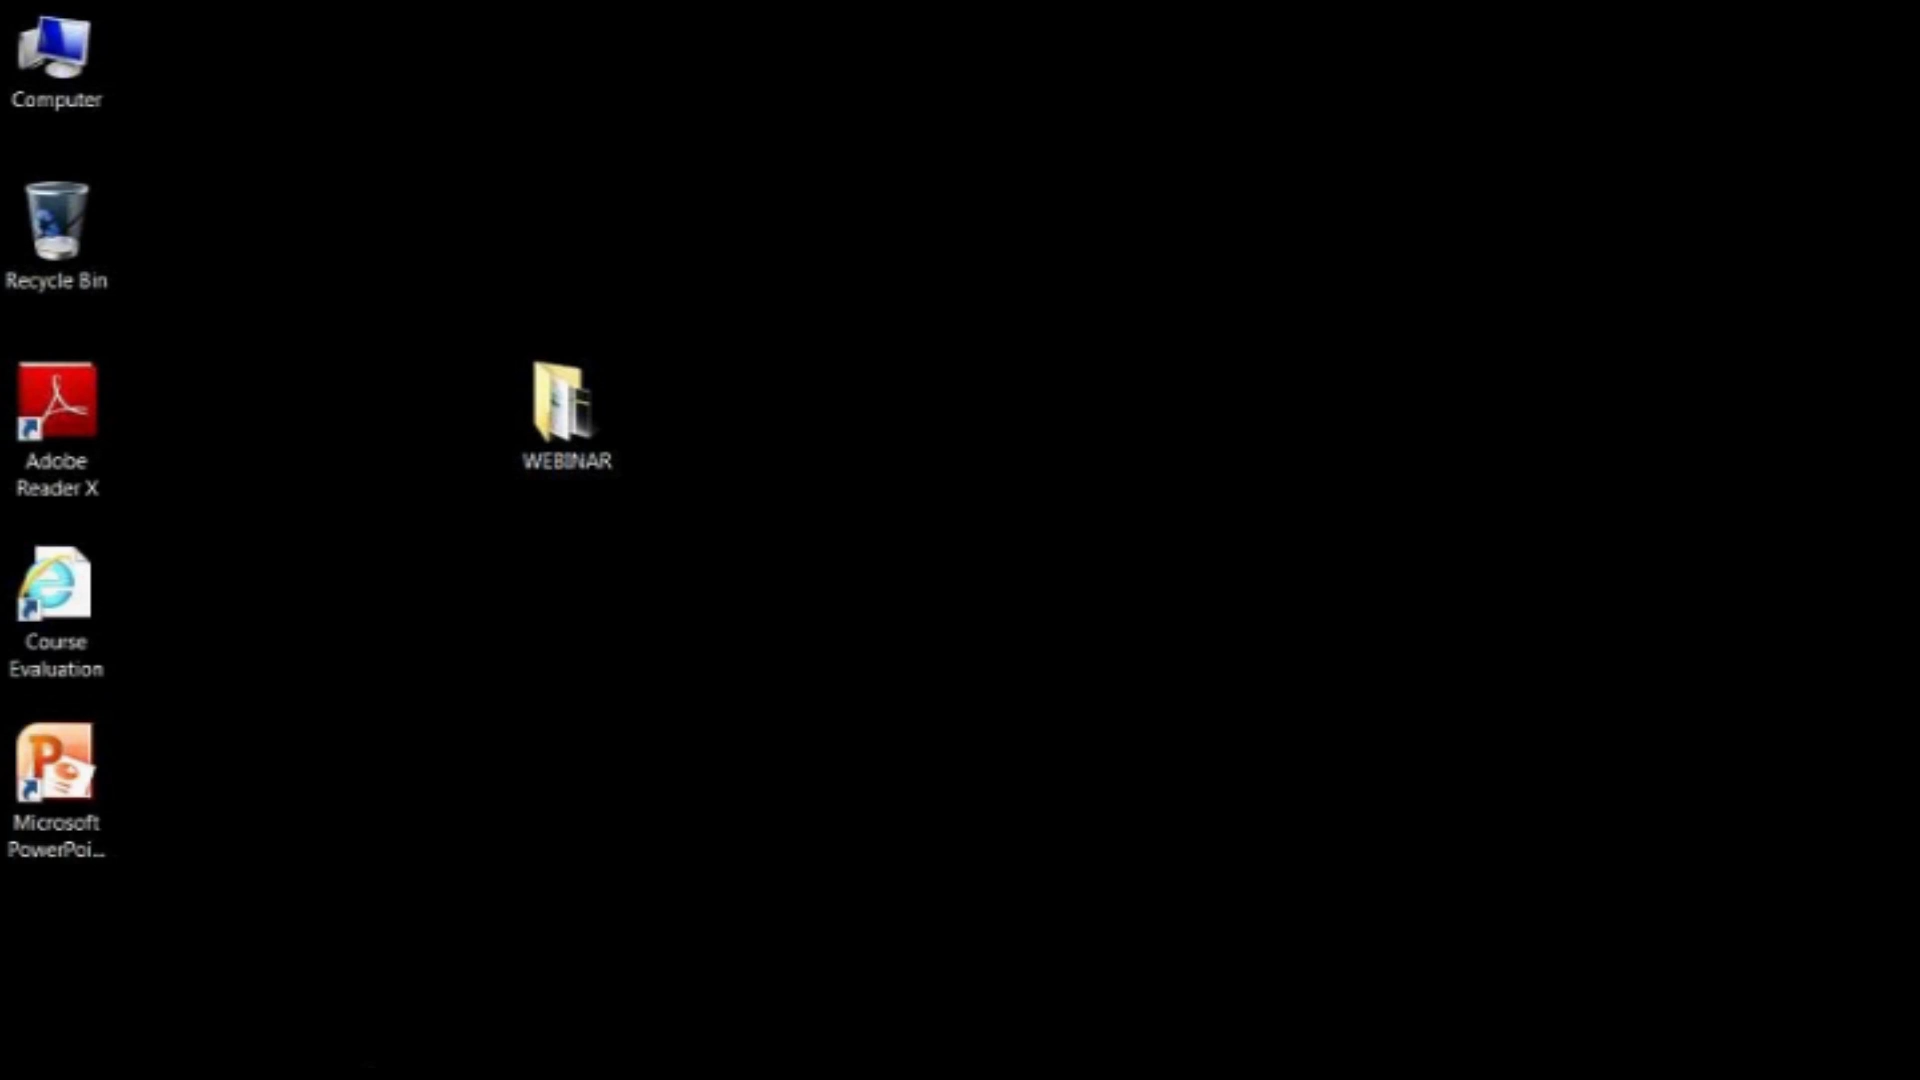 Computer
Recycle Bin
Adobe
Reader X
WEBINAR
Course
Evaluation
Microsoft
PowerPoi...